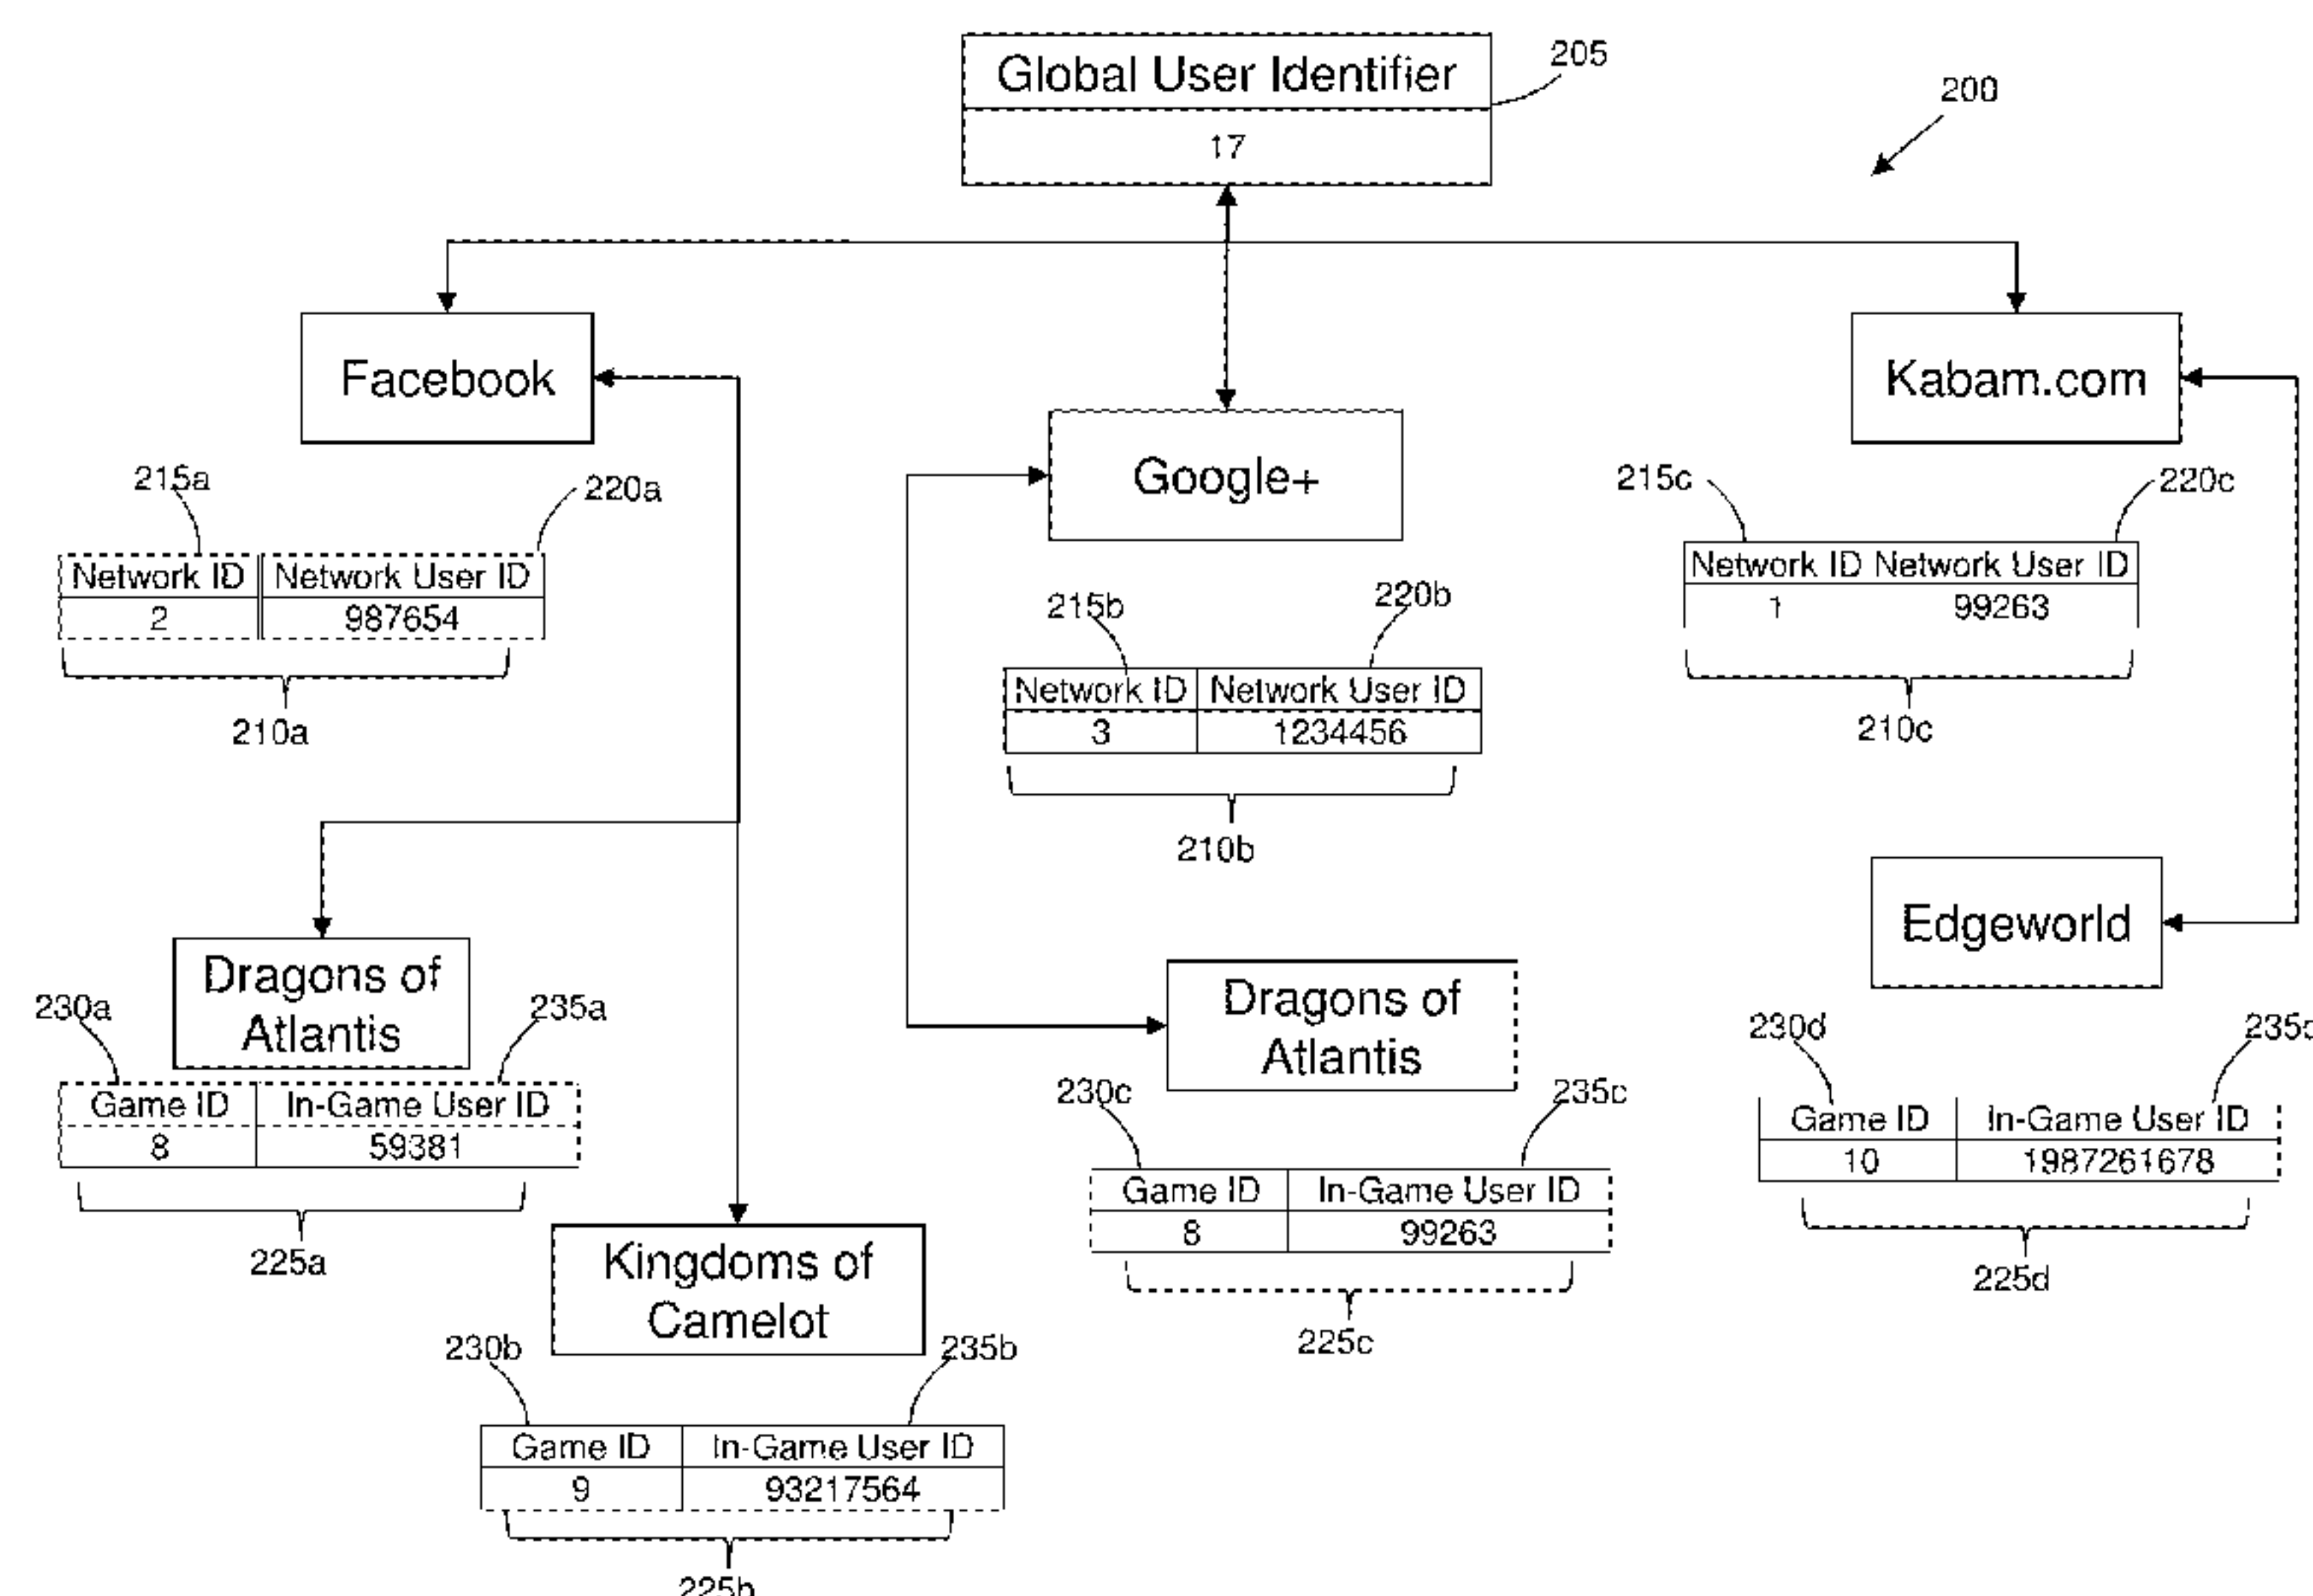 Global User Identifier
205
200
17
Facebook
Google+
Kabam.com
215a
220a
Network ID
Network User ID
2
987654
210a
215b
220b
Network ID
Network User ID
3
1234456
210b
215c
220c
Network ID
Network User ID
1
99263
210c
Dragons of
Atlantis
230a
235a
Game ID
In-Game User ID
8
59381
225a
Kingdoms of
Camelot
230b
235b
Game ID
In-Game User ID
9
93217564
225b
Dragons of
Atlantis
230c
235c
Game ID
In-Game User ID
8
99263
225c
Edgeworld
230d
235d
Game ID
In-Game User ID
10
1987261678
225d